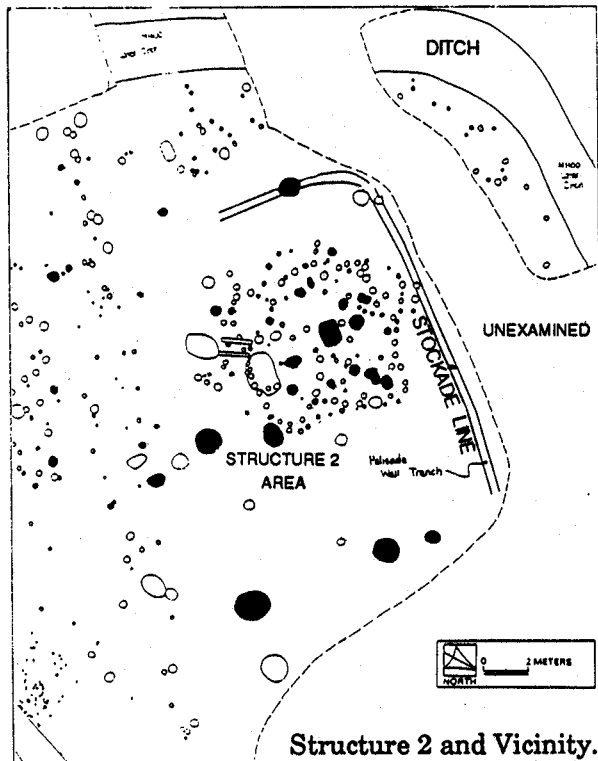 DITCH
UNEXAMINED
STOCKADE LINE
STRUCTURE 2
AREA
Palisade
Wall Trench
NORTH
0 2 METERS
Structure 2 and Vicinity.